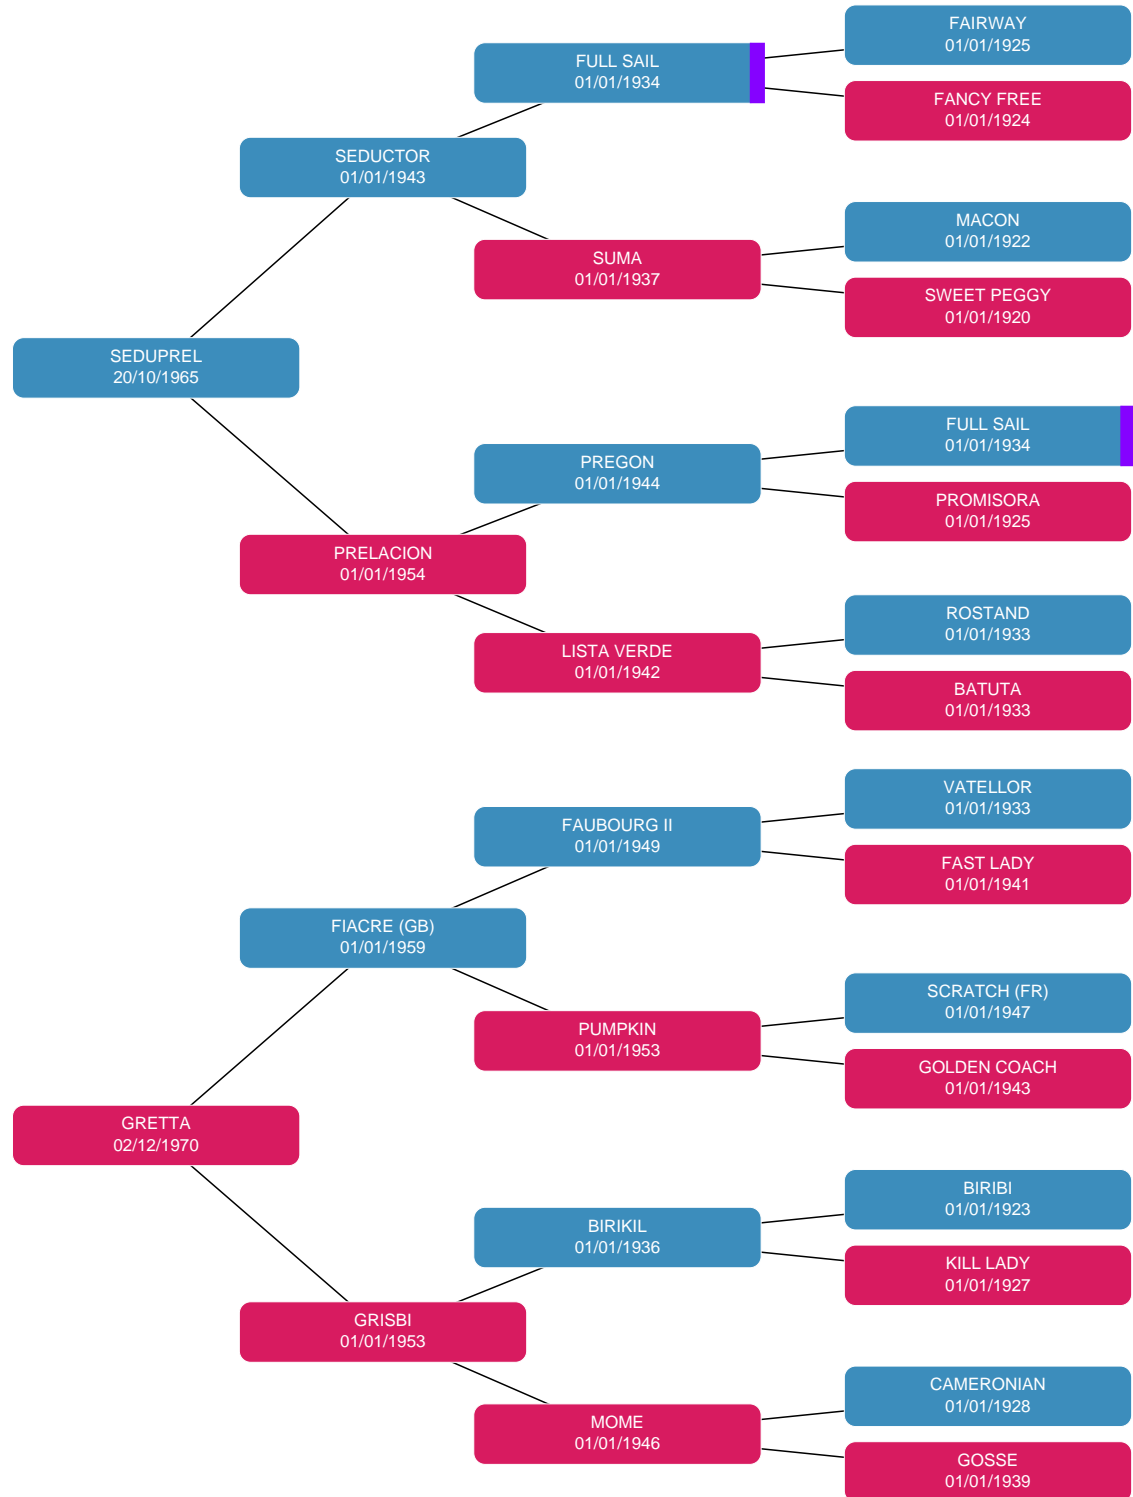 FAIRWAY
01/01/1925
FULL SAIL
01/01/1934
FANCY FREE
01/01/1924
SEDUCTOR
01/01/1943
MACON
01/01/1922
SUMA
01/01/1937
SWEET PEGGY
01/01/1920
SEDUPREL
20/10/1965
FULL SAIL
01/01/1934
PREGON
01/01/1944
PROMISORA
01/01/1925
PRELACION
01/01/1954
ROSTAND
01/01/1933
LISTA VERDE
01/01/1942
BATUTA
01/01/1933
VATELLOR
01/01/1933
FAUBOURG II
01/01/1949
FAST LADY
01/01/1941
FIACRE (GB)
01/01/1959
SCRATCH (FR)
01/01/1947
PUMPKIN
01/01/1953
GOLDEN COACH
01/01/1943
GRETTA
02/12/1970
BIRIBI
01/01/1923
BIRIKIL
01/01/1936
KILL LADY
01/01/1927
GRISBI
01/01/1953
CAMERONIAN
01/01/1928
MOME
01/01/1946
GOSSE
01/01/1939